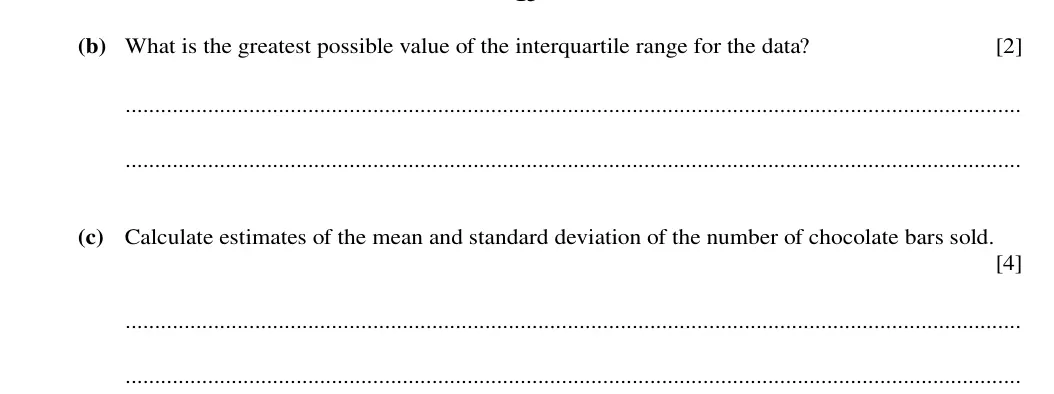 (b) What is the greatest possible value of the interquartile range for the data? [2]
(c) Calculate estimates of the mean and standard deviation of the number of chocolate bars sold.
[4]